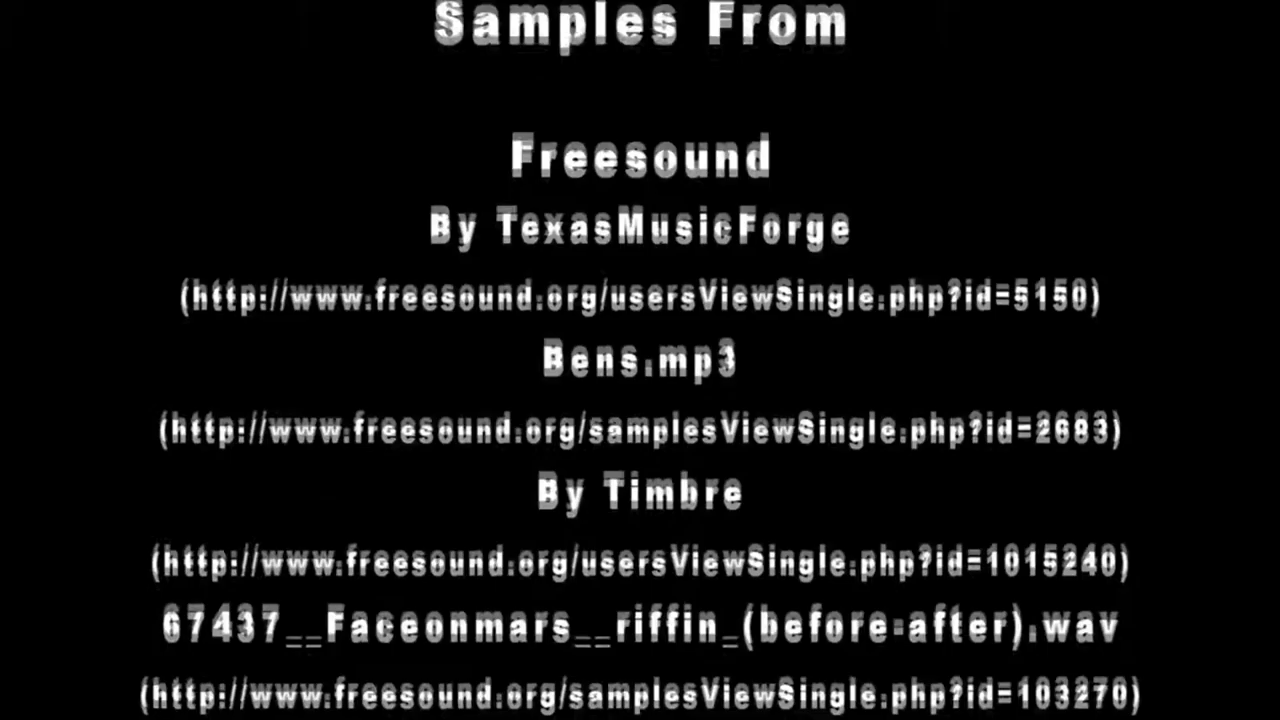 Samples From
Freesound
By TexasMusicForge
(http://www.freesound.org/usersViewSingle.php?id=5150)
Bens.mp3
(http://www.freesound.org/samplesViewSingle.php?id=2683)
By Timbre
(http://www.freesound.org/usersViewSingle.php?id=1015240)
67437__Faceonmars__riffin_(before-after).wav
(http://www.freesound.org/samplesViewSingle.php?id=103270)